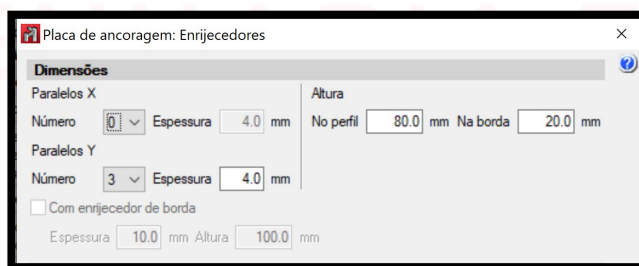 Placa de ancoragem: Enrijecedores
Dimensões
Paralelos X
Altura
Número 0 Espessura 4.0 mm No perfil 80.0 mm Na borda 20.0 mm
Paralelos Y
Número 3 Espessura 4.0 mm
Com enrijecedor de borda
Espessura 10.0 mm Altura 100.0 mm